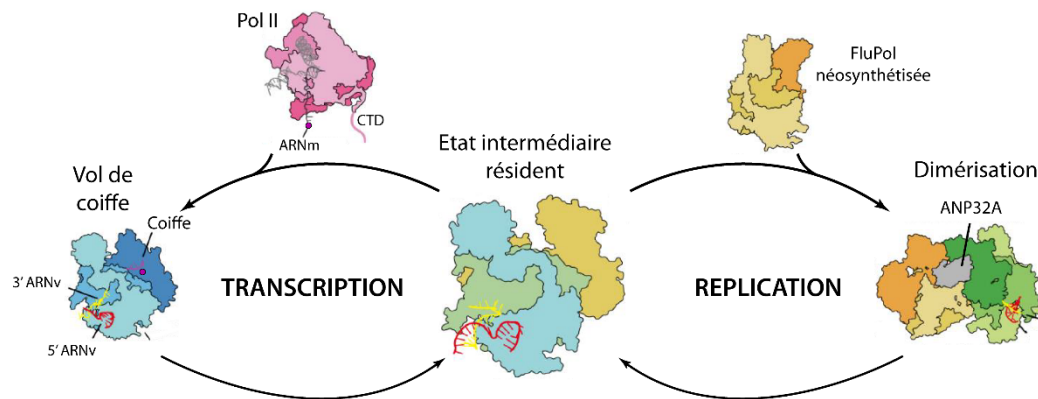 Pol II
CTD
ARNm
FluPol
néosynthétisée
Etat intermédiaire
résident
Vol de
coiffe
Coiffe
3’ ARNv
5’ ARNv
TRANSCRIPTION
REPLICATION
Dimérisation
ANP32A